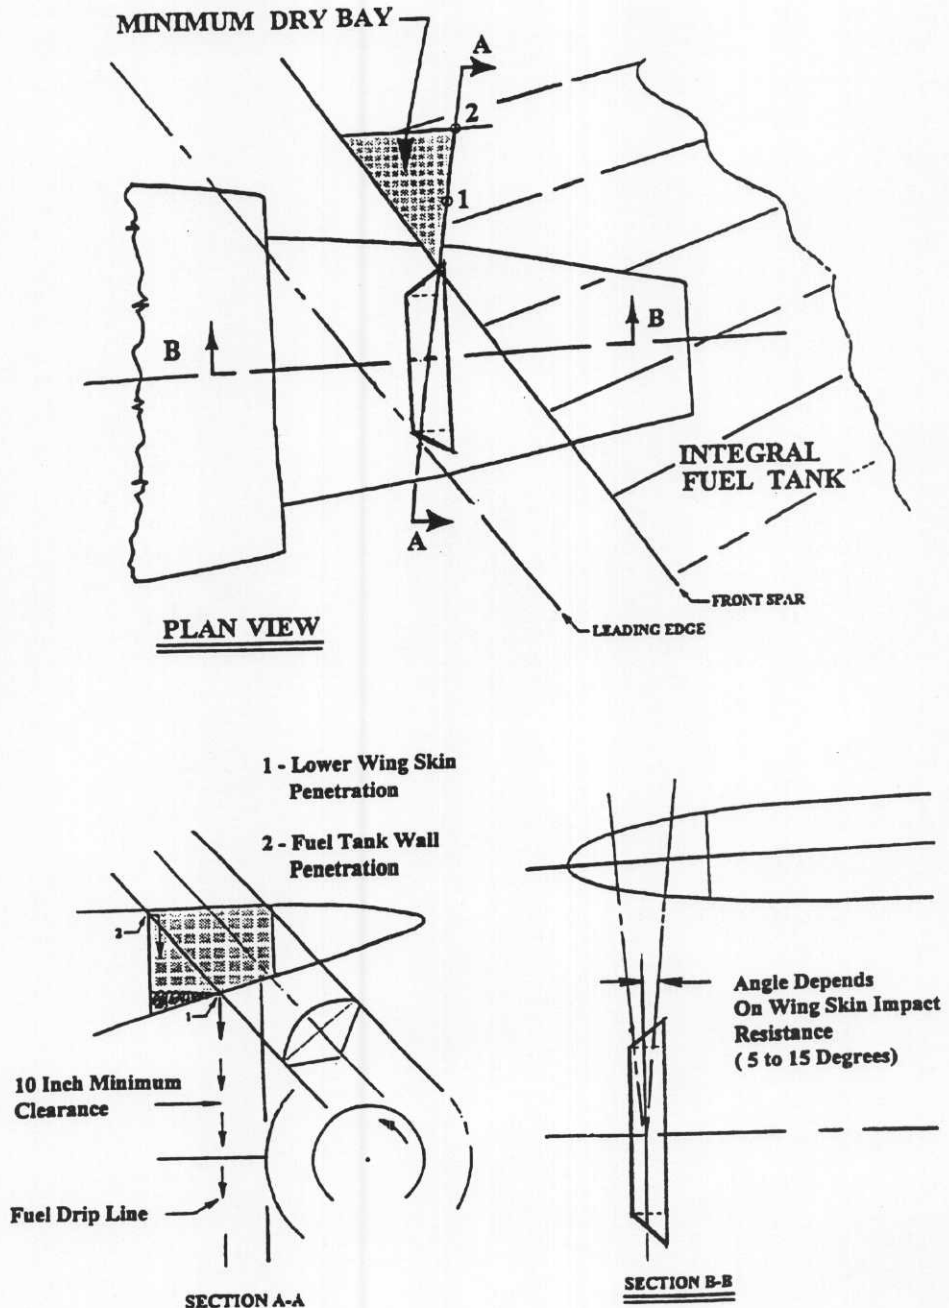 MINIMUM DRY BAY
A
2
1
B
B
INTEGRAL
FUEL TANK
A
FRONT SPAR
LEADING EDGE
PLAN VIEW
1 - Lower Wing Skin
Penetration
2 - Fuel Tank Wall
Penetration
2
1
Angle Depends
On Wing Skin Impact
Resistance
( 5 to 15 Degrees)
10 Inch Minimum
Clearance
Fuel Drip Line
SECTION A-A
SECTION B-B